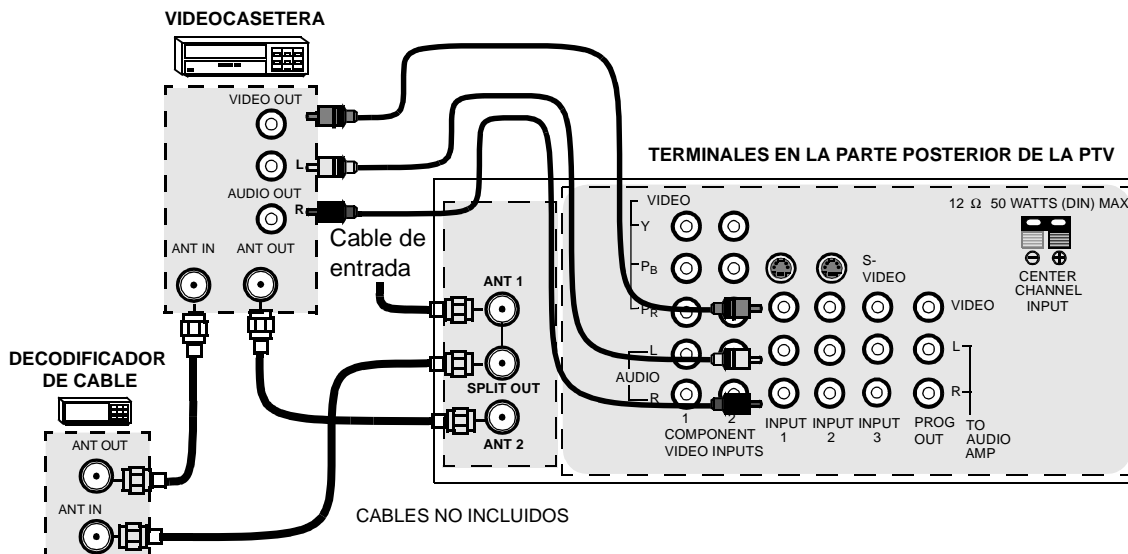 VIDEOCASETERA
VIDEO OUT
L
AUDIO OUT
R
ANT IN
ANT OUT
Cable de
entrada
DECODIFICADOR
DE CABLE
ANT OUT
ANT IN
CABLES NO INCLUIDOS
TERMINALES EN LA PARTE POSTERIOR DE LA PTV
ANT 1
SPLIT OUT
ANT 2
VIDEO
Y
PB
PR
L
AUDIO
R
1
2
COMPONENT
VIDEO INPUTS
S-
VIDEO
VIDEO
L
R
INPUT
1
INPUT
2
INPUT
3
PROG
OUT
TO
AUDIO
AMP
12 Ω 50 WATTS (DIN) MAX
CENTER
CHANNEL
INPUT